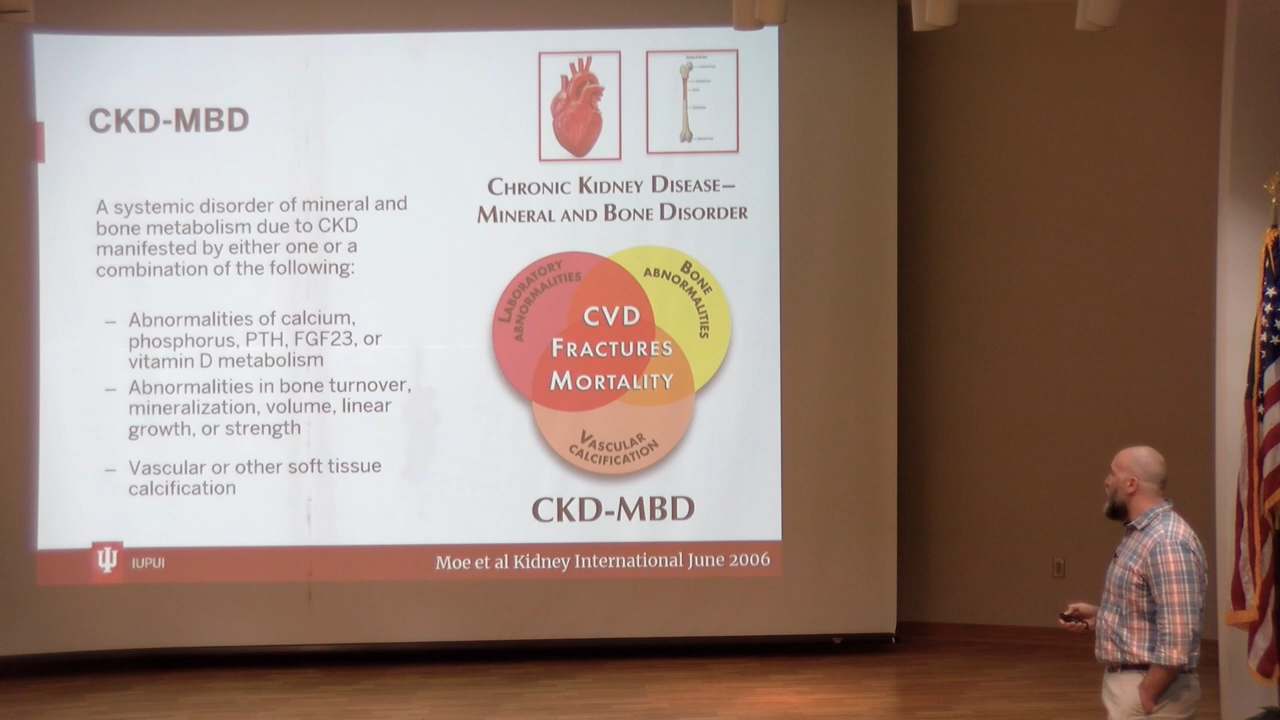 CKD-MBD
A systemic disorder of mineral and
bone metabolism due to CKD
manifested by either one or a
combination of the following:
– Abnormalities of calcium,
phosphorus, PTH, FGF23, or
vitamin D metabolism
– Abnormalities in bone turnover,
mineralization, volume, linear
growth, or strength
– Vascular or other soft tissue
calcification
CHRONIC KIDNEY DISEASE–
MINERAL AND BONE DISORDER
LABORATORY
ABNORMALITIES
BONE
ABNORMALITIES
CVD
FRACTURES
MORTALITY
VASCULAR
CALCIFICATION
CKD-MBD
IUPUI
Moe et al Kidney International June 2006